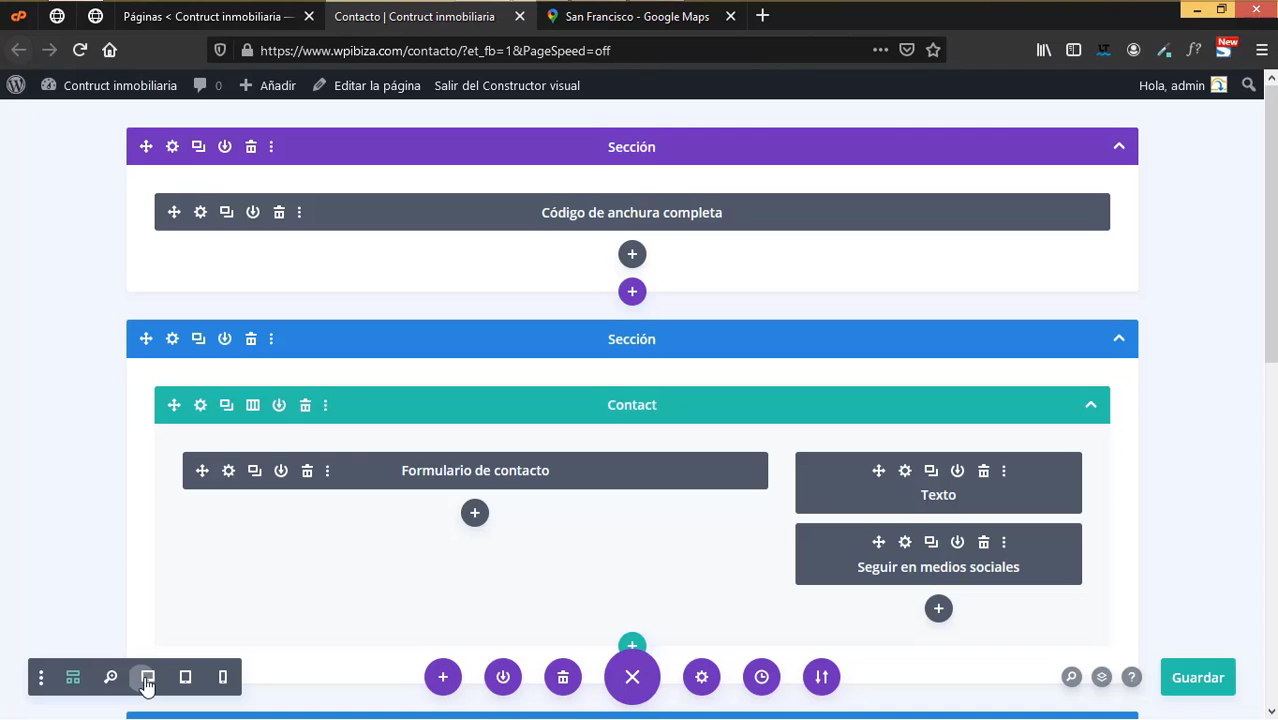 Páginas < Contruct inmobiliaria —
Contacto | Contruct inmobiliaria
San Francisco - Google Maps
https://www.wpibiza.com/contacto/?et_fb=1&PageSpeed=off
New
Contruct inmobiliaria
0
Añadir
Editar la página
Salir del Constructor visual
Hola, admin
Sección
Código de anchura completa
Sección
Contact
Formulario de contacto
Texto
Seguir en medios sociales
Guardar